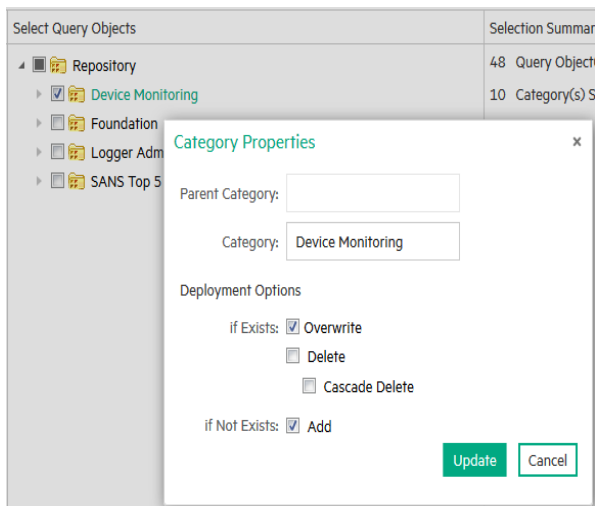 Select Query Objects
Selection Summar
Repository
48 Query Object
Device Monitoring
10 Category(s) S
Foundation
Logger Adm
SANS Top 5
Category Properties
x
Parent Category:
Category: Device Monitoring
Deployment Options
if Exists: Overwrite
Delete
Cascade Delete
if Not Exists: Add
Update Cancel